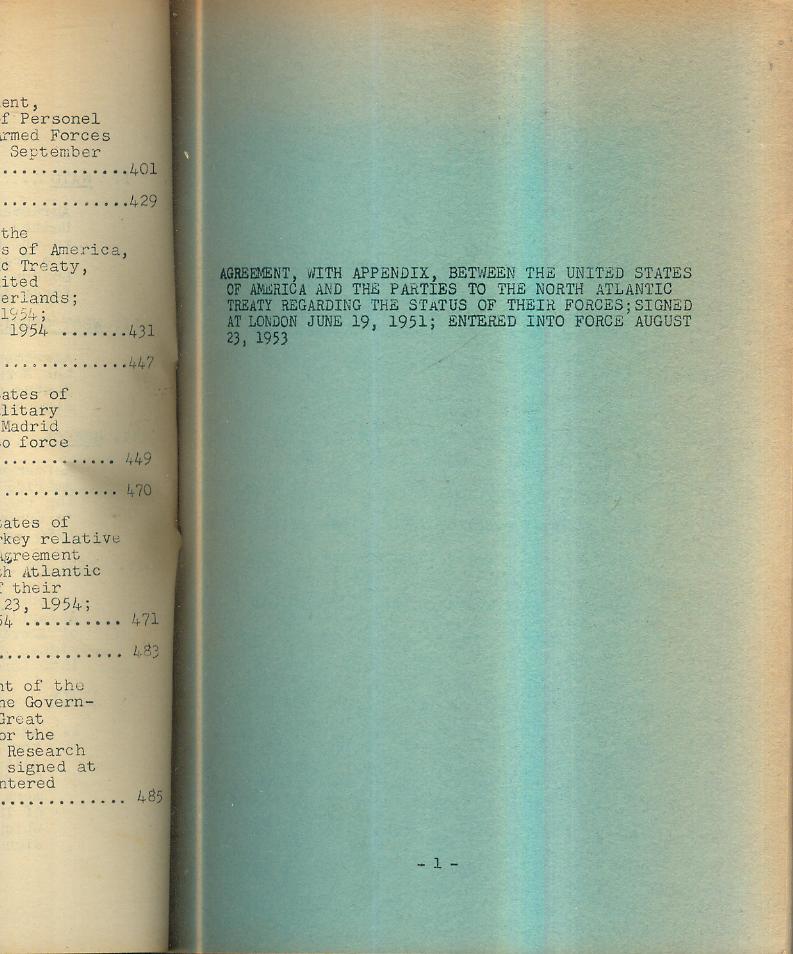 ent,
f Personel
rmed Forces
September
.............401
.............429
the
s of America,
c Treaty,
ited
erlands;
1954;
1954 .......431
.............447
ates of
litary
Madrid
o force
............ 449
............ 470
tates of
rkey relative
Agreement
h Atlantic
f their
23, 1954;
54 .......... 471
............. 483
nt of the
he Govern-
Great
or the
Research
signed at
ntered
............. 485
AGREEMENT, WITH APPENDIX, BETWEEN THE UNITED STATES
OF AMERICA AND THE PARTIES TO THE NORTH ATLANTIC
TREATY REGARDING THE STATUS OF THEIR FORCES;SIGNED
AT LONDON JUNE 19, 1951; ENTERED INTO FORCE AUGUST
23, 1953
- 1 -